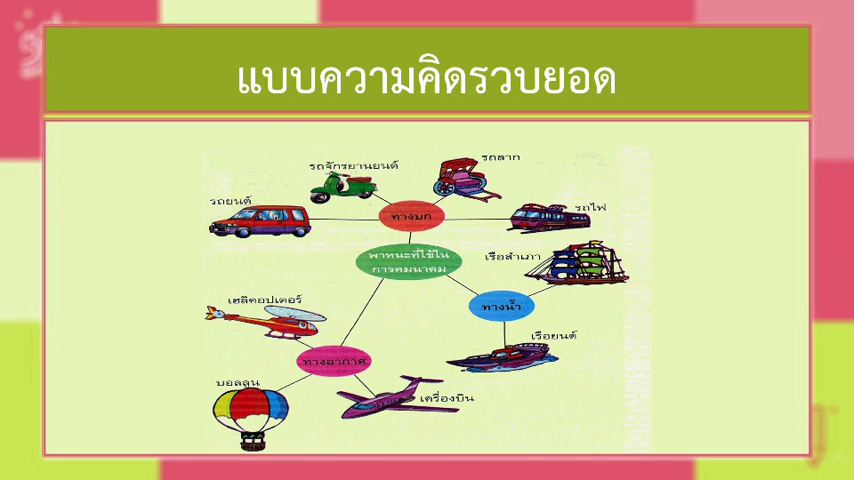 แบบความคิดรวบยอด
รถจักรยานยนต์
รถลาก
รถยนต์
ทางบก
รถไฟ
พาหนะที่ใช้ใน
การคมนาคม
เรือสำเภา
เฮลิคอปเตอร์
ทางน้ำ
เรือยนต์
ทางอากาศ
บอลลูน
เครื่องบิน